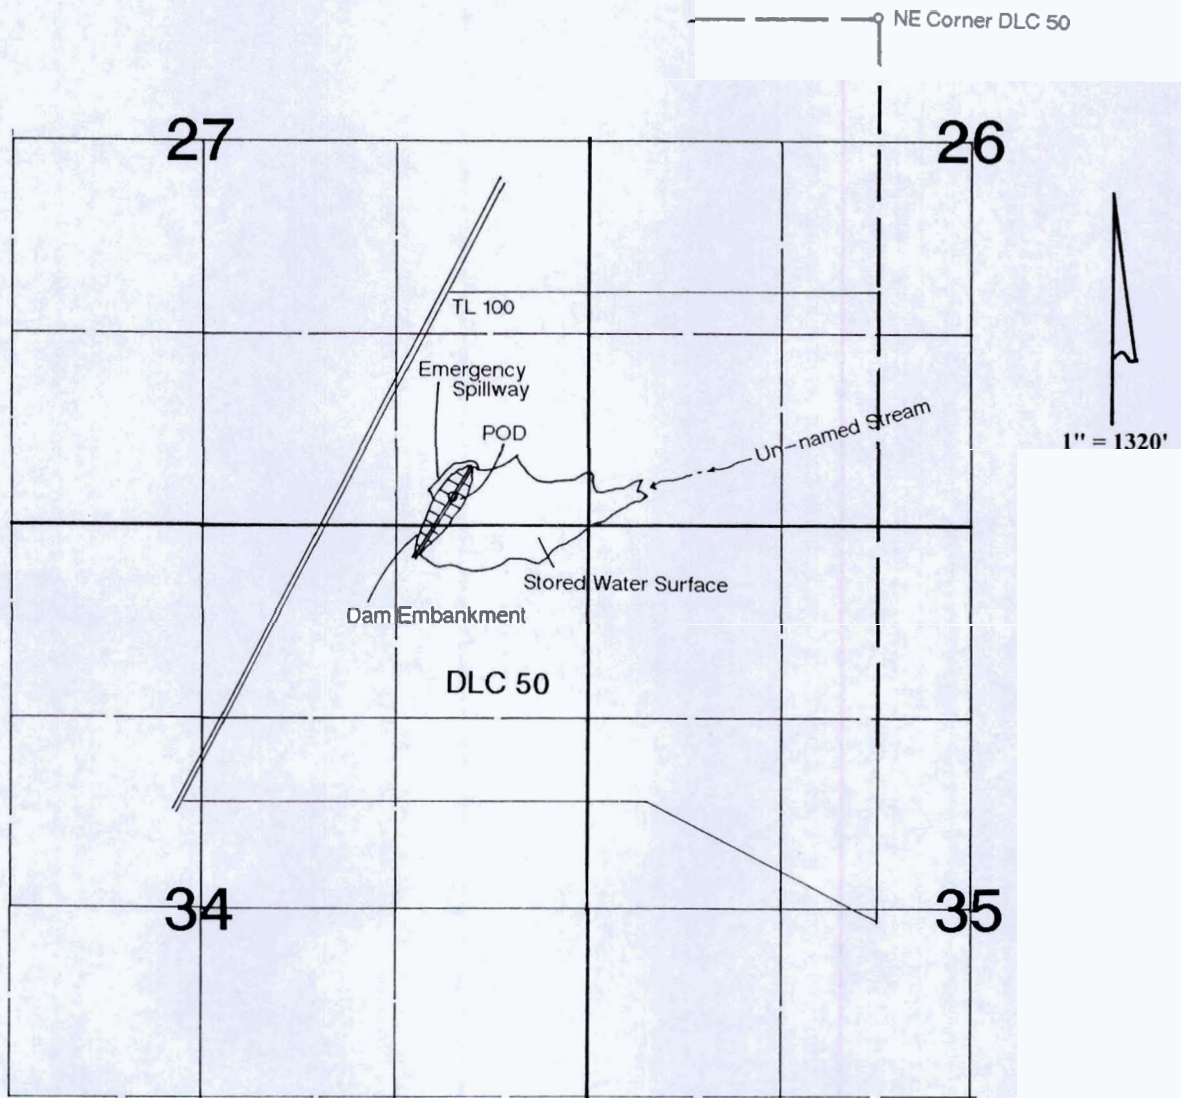 NE Corner DLC 50
27
26
TL 100
Emergency
Spillway
POD
Un-named Stream
1" = 1320'
Stored Water Surface
Dam Embankment
DLC 50
34
35